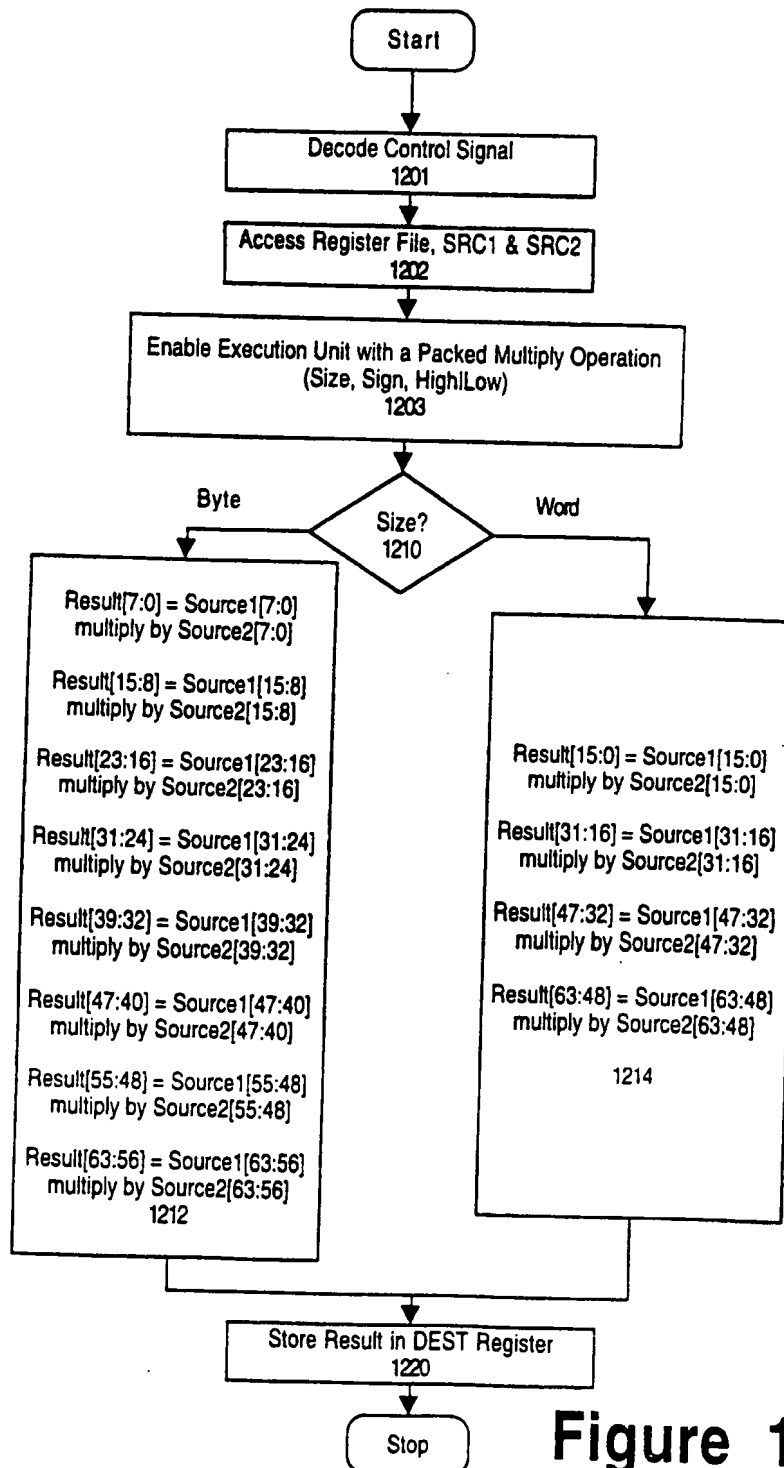 Start
Decode Control Signal
1201
Access Register File, SRC1 & SRC2
1202
Enable Execution Unit with a Packed Multiply Operation
(Size, Sign, High|Low)
1203
Byte
Size?
1210
Word
Result[7:0] = Source1[7:0]
multiply by Source2[7:0]
Result[15:8] = Source1[15:8]
multiply by Source2[15:8]
Result[23:16] = Source1[23:16]
multiply by Source2[23:16]
Result[31:24] = Source1[31:24]
multiply by Source2[31:24]
Result[39:32] = Source1[39:32]
multiply by Source2[39:32]
Result[47:40] = Source1[47:40]
multiply by Source2[47:40]
Result[55:48] = Source1[55:48]
multiply by Source2[55:48]
Result[63:56] = Source1[63:56]
multiply by Source2[63:56]
1212
Result[15:0] = Source1[15:0]
multiply by Source2[15:0]
Result[31:16] = Source1[31:16]
multiply by Source2[31:16]
Result[47:32] = Source1[47:32]
multiply by Source2[47:32]
Result[63:48] = Source1[63:48]
multiply by Source2[63:48]
1214
Store Result in DEST Register
1220
Stop
Figure 1